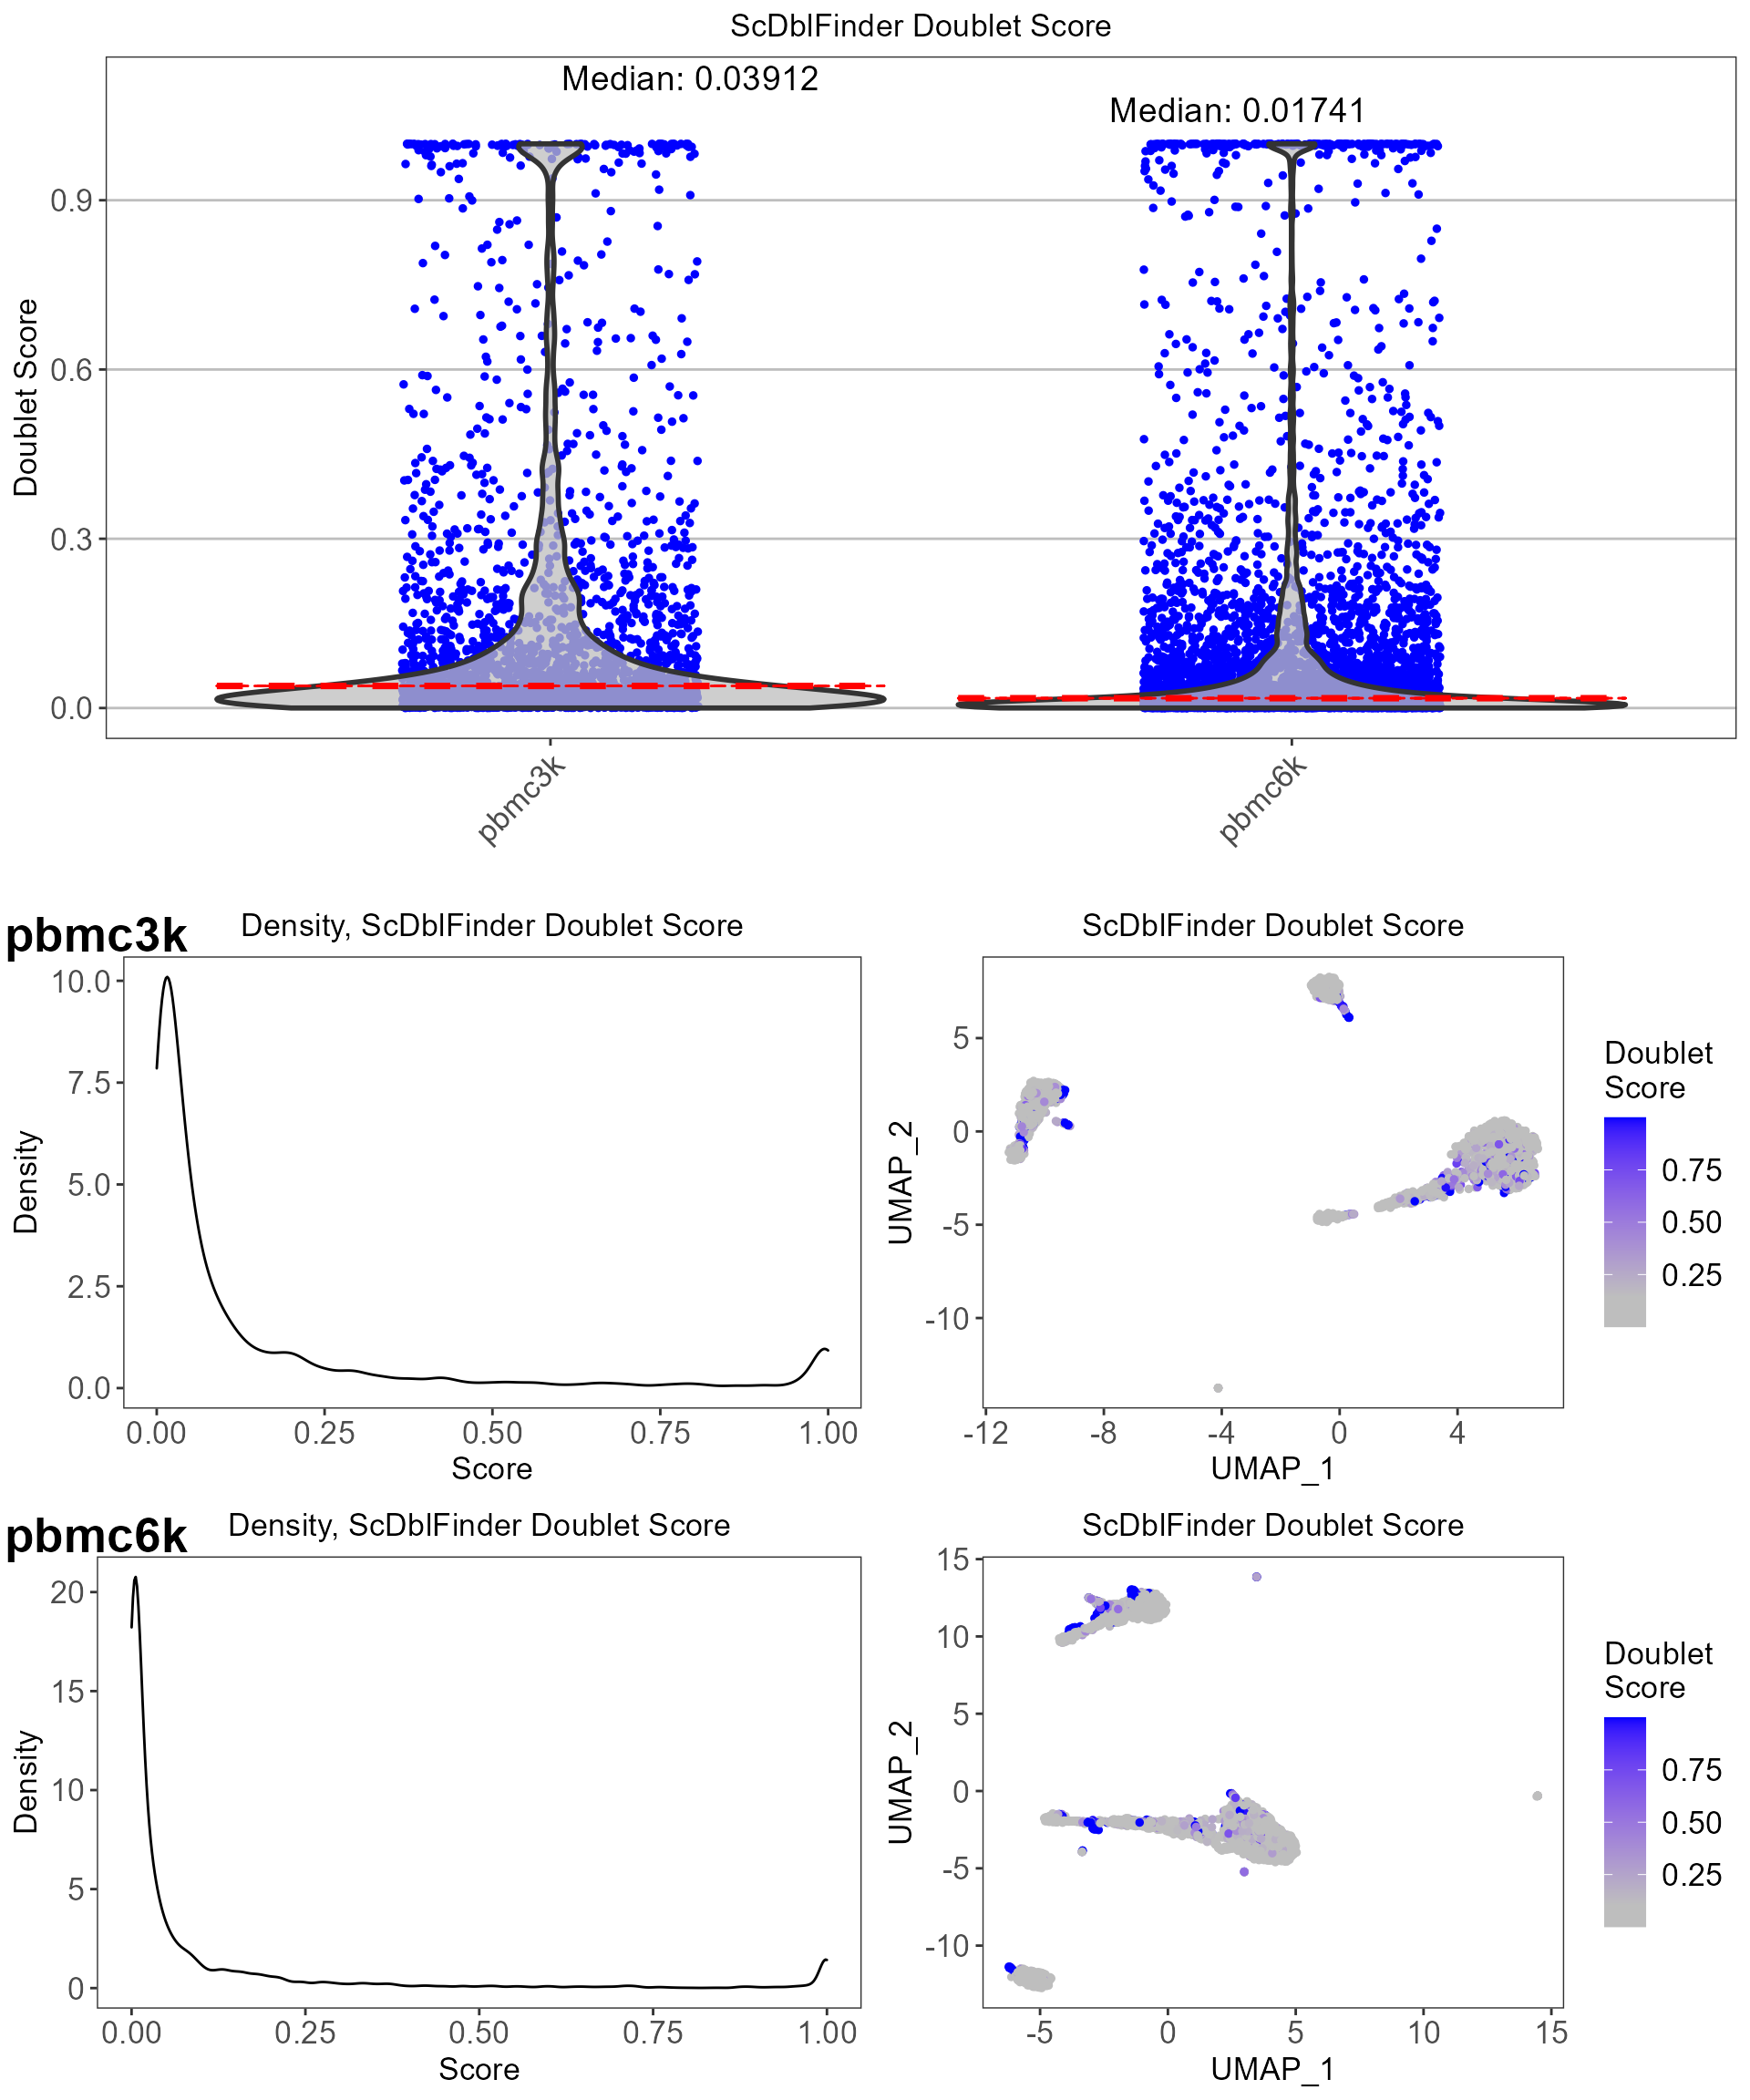 ScDblFinder Doublet Score
Median: 0.03912
Median: 0.01741
Doublet Score
0.9
0.6
0.3
0.0
pbmc3k
pbmc6k
pbmc3k
Density, ScDblFinder Doublet Score
Density
10.0
7.5
5.0
2.5
0.0
0.00 0.25 0.50 0.75 1.00
Score
ScDblFinder Doublet Score
UMAP_2
5
0
-5
-10
-12 -8 -4 0 4
UMAP_1
Doublet
Score
0.75
0.50
0.25
pbmc6k
Density, ScDblFinder Doublet Score
Density
20
15
10
5
0
0.00 0.25 0.50 0.75 1.00
Score
ScDblFinder Doublet Score
UMAP_2
15
10
5
0
-5
-10
-5 0 5 10 15
UMAP_1
Doublet
Score
0.75
0.50
0.25